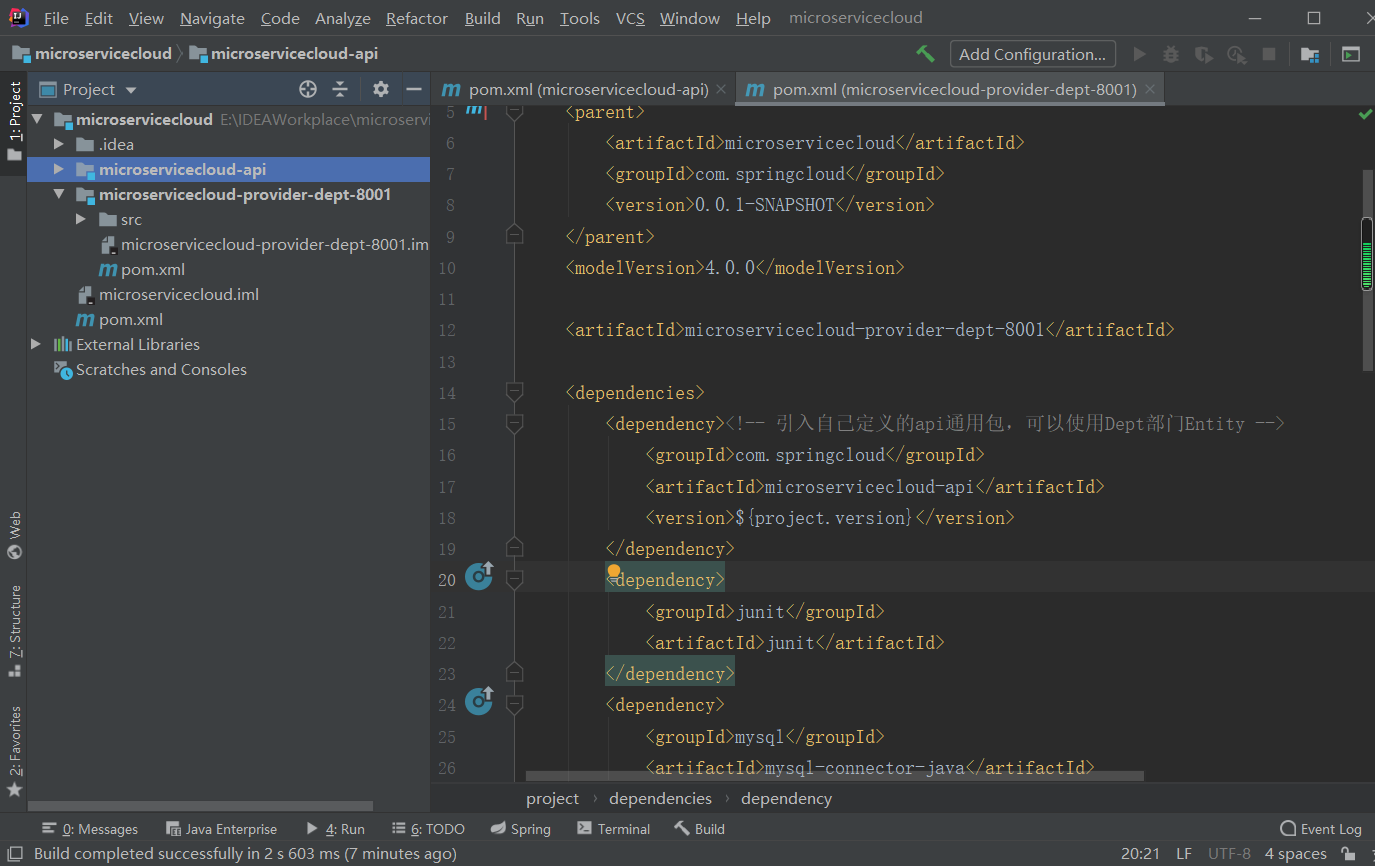 File Edit View Navigate Code Analyze Refactor Build Run Tools VCS Window Help microservicecloud
microservicecloud microservicecloud-api Add Configuration...
1: Project
Project
microservicecloud E:\IDEAWorkplace\microservi
.idea
microservicecloud-api
microservicecloud-provider-dept-8001
src
microservicecloud-provider-dept-8001.im
pom.xml
microservicecloud.iml
pom.xml
External Libraries
Scratches and Consoles
Web
Z: Structure
2: Favorites
pom.xml (microservicecloud-api) pom.xml (microservicecloud-provider-dept-8001)
5 <parent>
6 <artifactId>microservicecloud</artifactId>
7 <groupId>com.springcloud</groupId>
8 <version>0.0.1-SNAPSHOT</version>
9 </parent>
10 <modelVersion>4.0.0</modelVersion>
11
12 <artifactId>microservicecloud-provider-dept-8001</artifactId>
13
14 <dependencies>
15 <dependency><!-- 引入自己定义的api通用包，可以使用Dept部门Entity -->
16 <groupId>com.springcloud</groupId>
17 <artifactId>microservicecloud-api</artifactId>
18 <version>${project.version}</version>
19 </dependency>
20 <dependency>
21 <groupId>junit</groupId>
22 <artifactId>junit</artifactId>
23 </dependency>
24 <dependency>
25 <groupId>mysql</groupId>
26 <artifactId>mysql-connector-java</artifactId>
project › dependencies › dependency
0: Messages Java Enterprise 4: Run 6: TODO Spring Terminal Build Event Log
Build completed successfully in 2 s 603 ms (7 minutes ago) 20:21 LF UTF-8 4 spaces